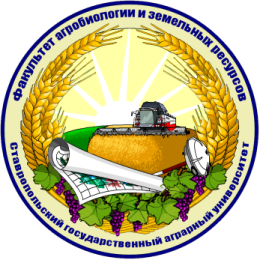 Факультет агробиологии и земельных ресурсов
Ставропольский государственный аграрный университет